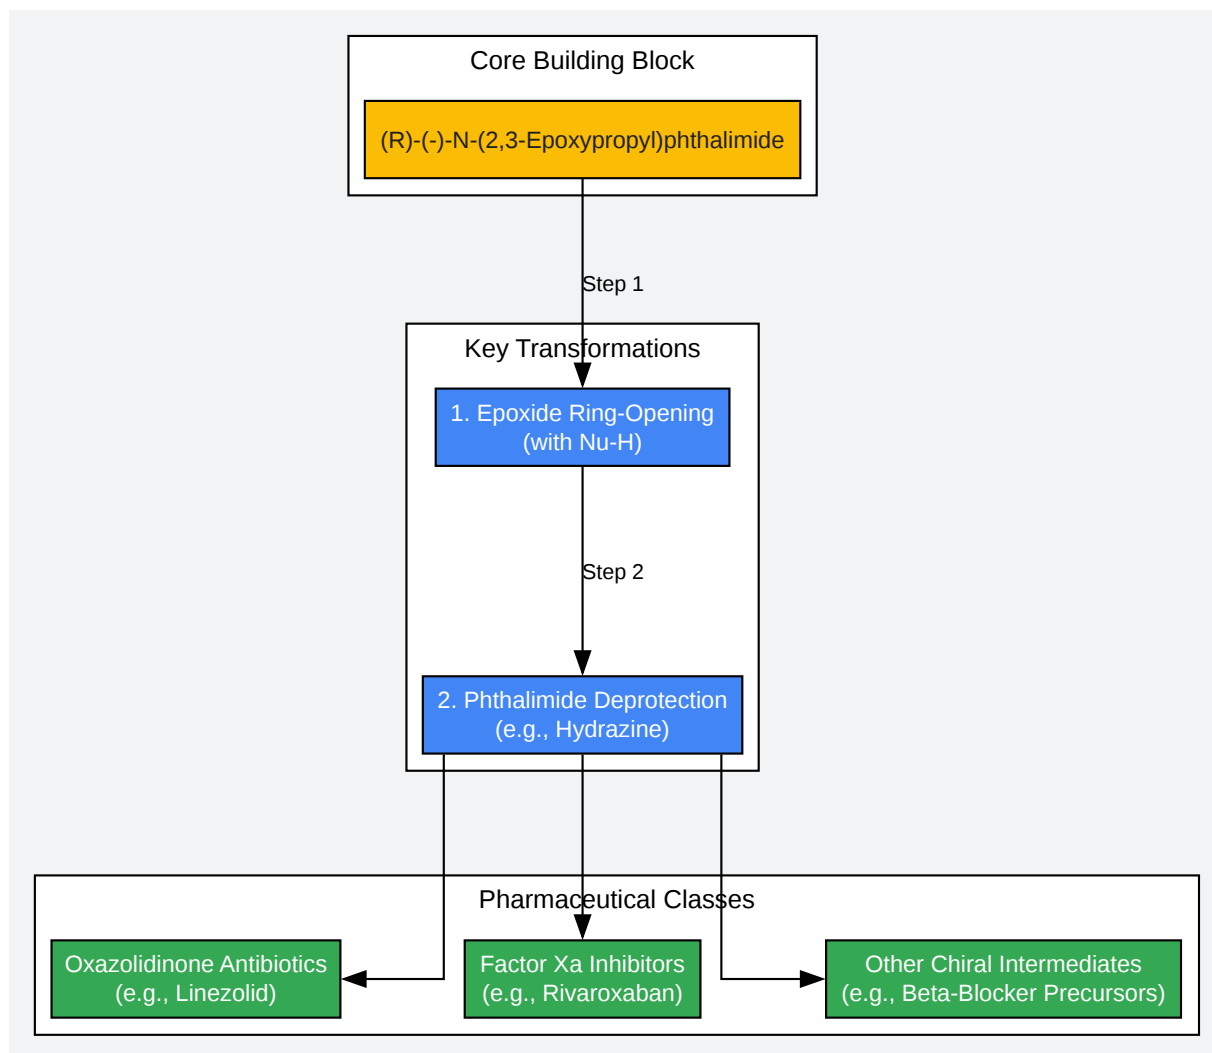 Core Building Block
(R)-(-)-N-(2,3-Epoxypropyl)phthalimide
Step 1
Key Transformations
1. Epoxide Ring-Opening
(with Nu-H)
Step 2
2. Phthalimide Deprotection
(e.g., Hydrazine)
Pharmaceutical Classes
Oxazolidinone Antibiotics
(e.g., Linezolid)
Factor Xa Inhibitors
(e.g., Rivaroxaban)
Other Chiral Intermediates
(e.g., Beta-Blocker Precursors)